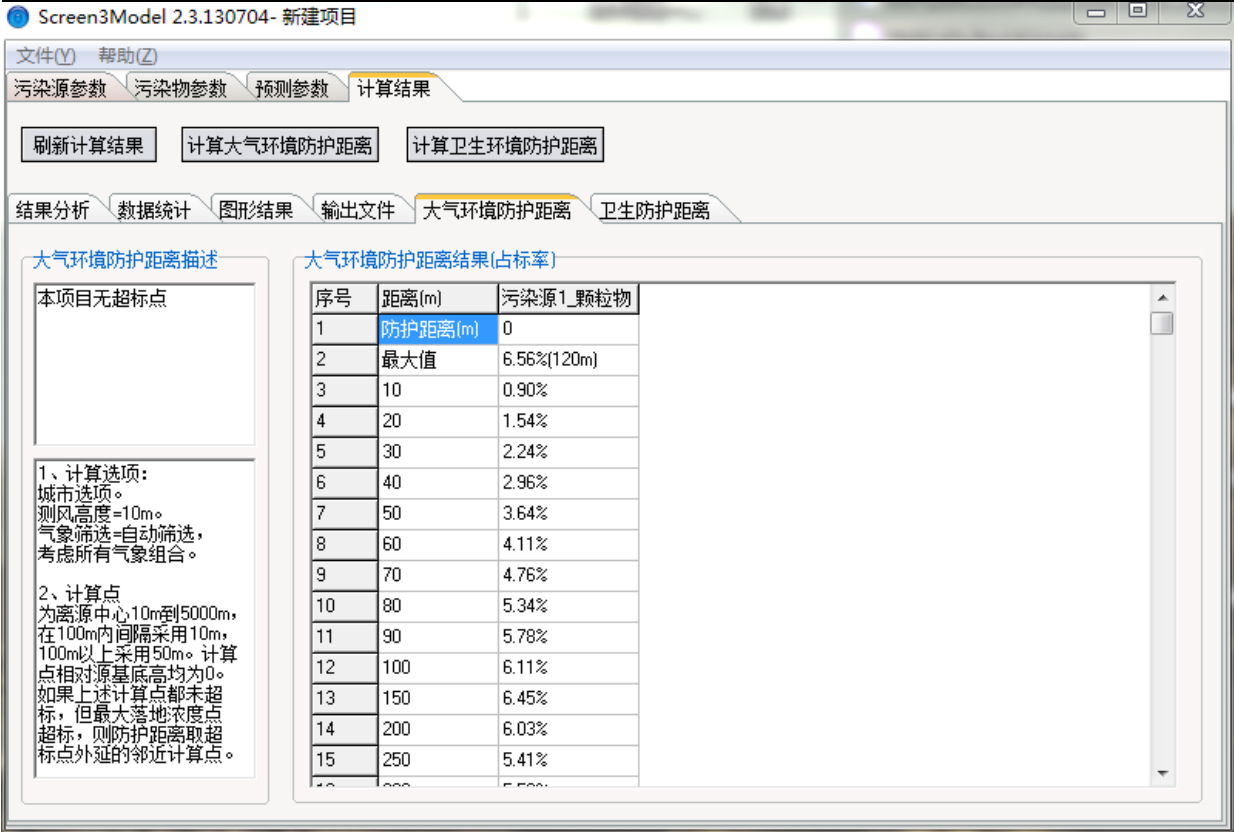 Screen3Model 2.3.130704- 新建项目
文件(Y) 帮助(Z)
污染源参数 污染物参数 预测参数 计算结果
刷新计算结果 计算大气环境防护距离 计算卫生环境防护距离
结果分析 数据统计 图形结果 输出文件 大气环境防护距离 卫生防护距离
大气环境防护距离描述
本项目无超标点
1、计算选项：
城市选项。
测风高度=10m。
气象筛选=自动筛选，
考虑所有气象组合。
2、计算点
为离源中心10m到5000m，
在100m内间隔采用10m，
100m以上采用50m。计算
点相对源基底高均为0。
如果上述计算点都未超
标，但最大落地浓度点
超标，则防护距离取超
标点外延的邻近计算点。
大气环境防护距离结果(占标率)
序号 距离(m) 污染源1_颗粒物
1 防护距离(m) 0
2 最大值 6.56%(120m)
3 10 0.90%
4 20 1.54%
5 30 2.24%
6 40 2.96%
7 50 3.64%
8 60 4.11%
9 70 4.76%
10 80 5.34%
11 90 5.78%
12 100 6.11%
13 150 6.45%
14 200 6.03%
15 250 5.41%